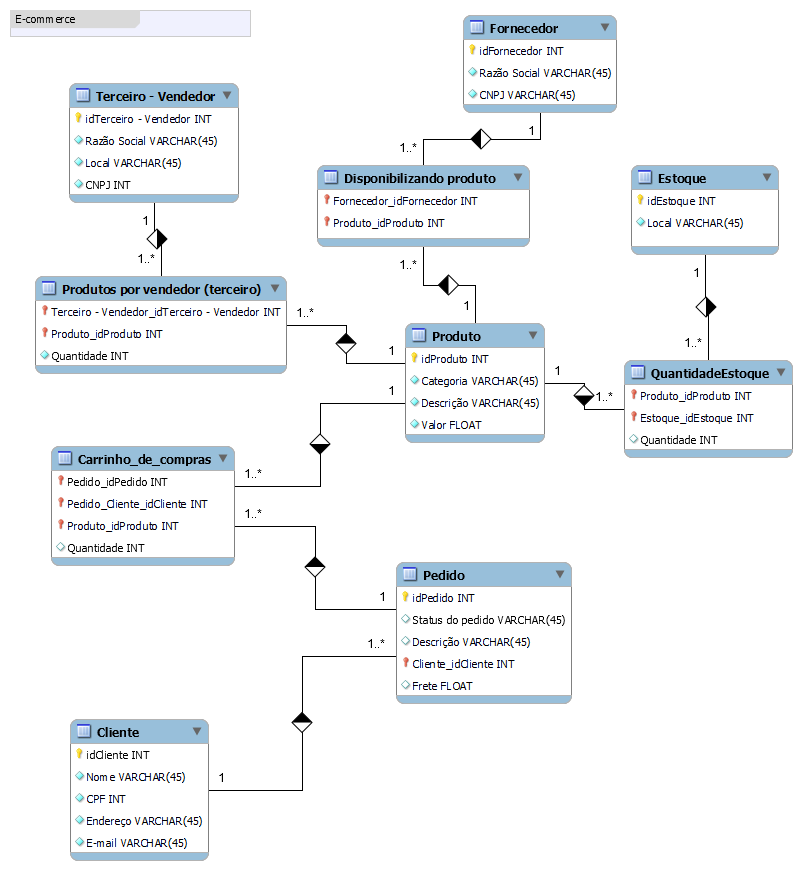 E-commerce
Fornecedor
idFornecedor INT
Razão Social VARCHAR(45)
CNPJ VARCHAR(45)
1
1..*
Terceiro - Vendedor
idTerceiro - Vendedor INT
Razão Social VARCHAR(45)
Local VARCHAR(45)
CNPJ INT
1
1..*
Disponibilizando produto
Fornecedor_idFornecedor INT
Produto_idProduto INT
1..*
1
Estoque
idEstoque INT
Local VARCHAR(45)
1
1..*
Produtos por vendedor (terceiro)
Terceiro - Vendedor_idTerceiro - Vendedor INT
Produto_idProduto INT
Quantidade INT
1..*
1
Produto
idProduto INT
Categoria VARCHAR(45)
Descrição VARCHAR(45)
Valor FLOAT
1
1..*
QuantidadeEstoque
Produto_idProduto INT
Estoque_idEstoque INT
Quantidade INT
1
1..*
Carrinho_de_compras
Pedido_idPedido INT
Pedido_Cliente_idCliente INT
Produto_idProduto INT
Quantidade INT
1..*
1
Pedido
idPedido INT
Status do pedido VARCHAR(45)
Descrição VARCHAR(45)
Cliente_idCliente INT
Frete FLOAT
1..*
1
Cliente
idCliente INT
Nome VARCHAR(45)
CPF INT
Endereço VARCHAR(45)
E-mail VARCHAR(45)